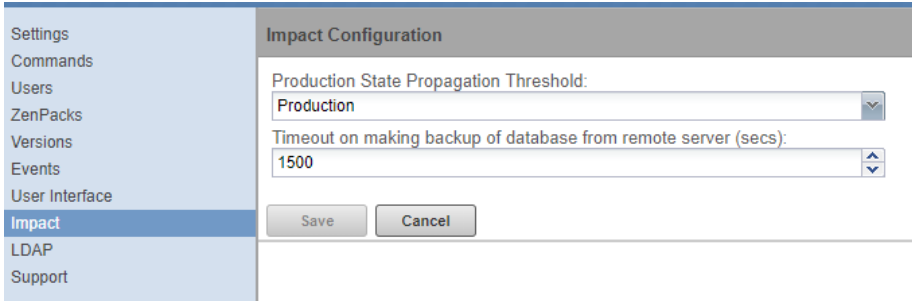 Settings
Commands
Users
ZenPacks
Versions
Events
User Interface
Impact
LDAP
Support
Impact Configuration
Production State Propagation Threshold:
Production
Timeout on making backup of database from remote server (secs):
1500
Save Cancel